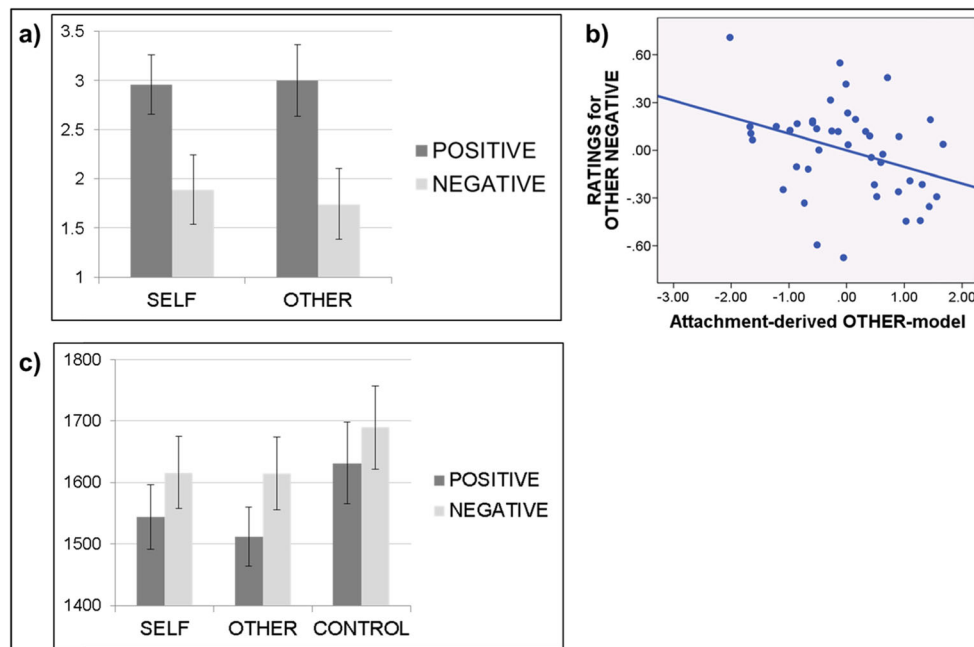 a)
3.5
3
2.5
2
1.5
1
SELF OTHER
POSITIVE
NEGATIVE
b)
RATINGS for
OTHER NEGATIVE
.60
.30
.00
-.30
-.60
-3.00 -2.00 -1.00 .00 1.00 2.00
Attachment-derived OTHER-model
c)
1800
1700
1600
1500
1400
SELF OTHER CONTROL
POSITIVE
NEGATIVE